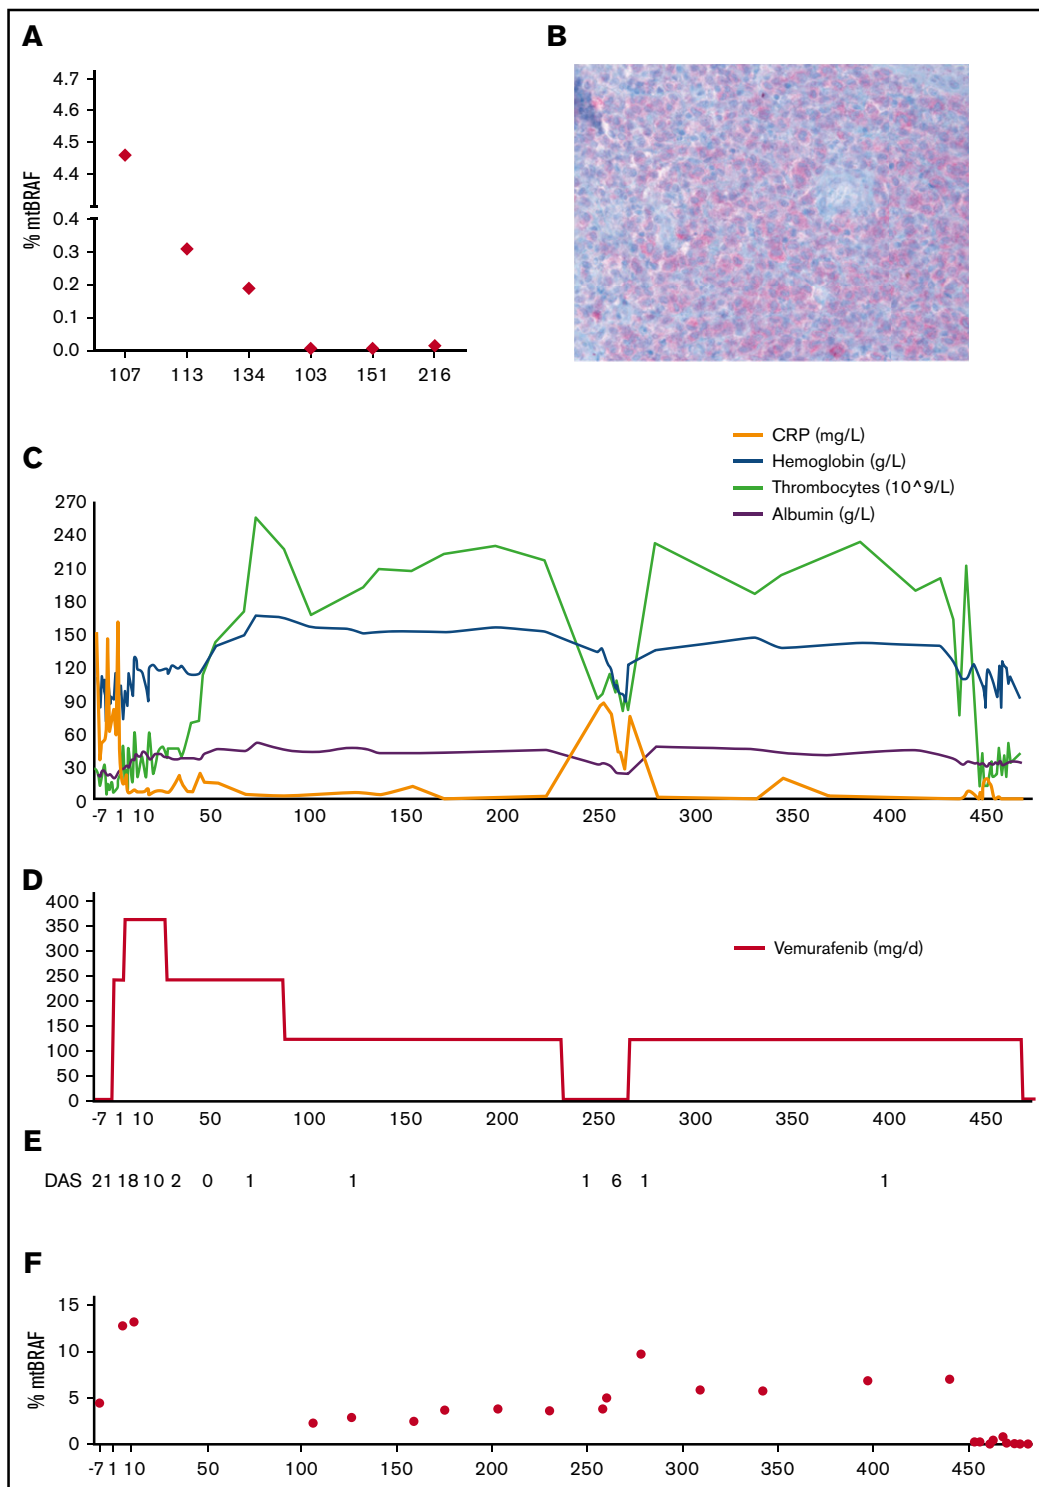 A
B
% mtBRAF
4.7
4.6
4.5
4.4
0.4
0.3
0.2
0.1
0.0
107 113 134 103 151 216
C
CRP (mg/L)
Hemoglobin (g/L)
Thrombocytes (10^9/L)
Albumin (g/L)
270
240
210
180
150
120
90
60
30
0
-7 1 10 50 100 150 200 250 300 350 400 450
D
Vemurafenib (mg/d)
400
350
300
250
200
150
100
50
0
-7 1 10 50 100 150 200 250 300 350 400 450
E
DAS 21 18 10 2 0 1 1 1 6 1 1
F
% mtBRAF
15
10
5
0
-7 1 10 50 100 150 200 250 300 350 400 450